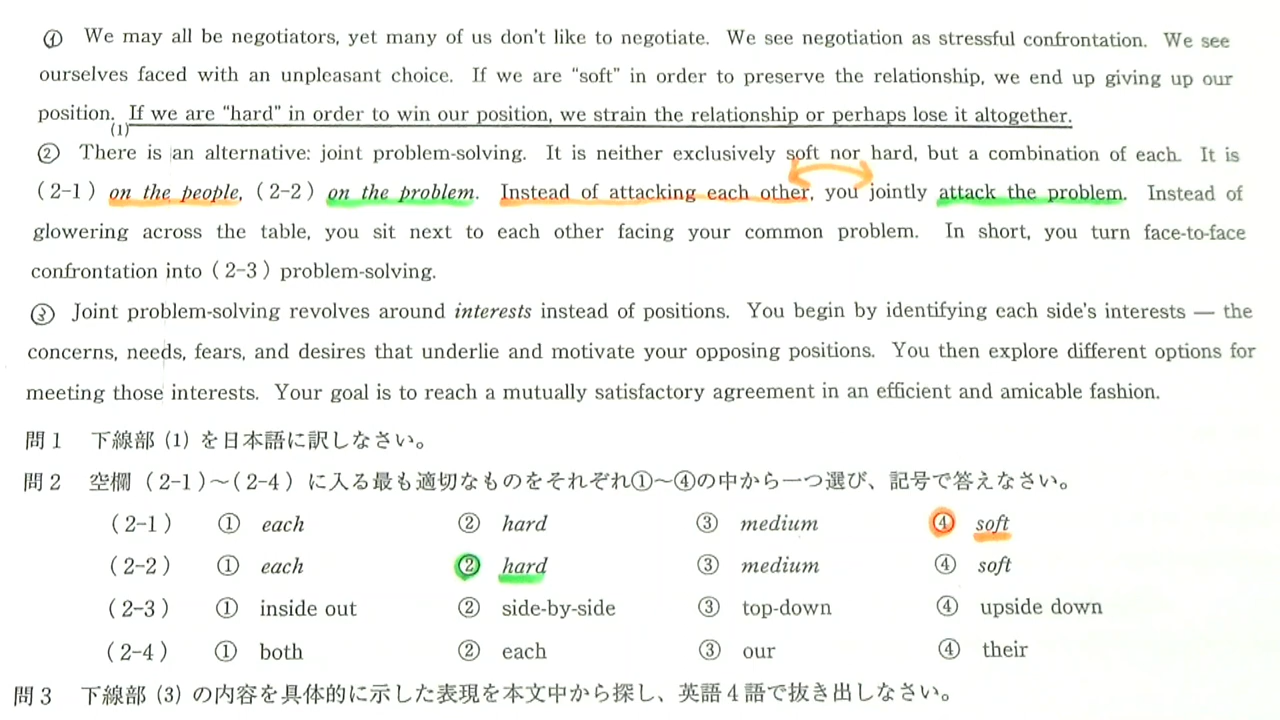 ① We may all be negotiators, yet many of us don't like to negotiate. We see negotiation as stressful confrontation. We see
ourselves faced with an unpleasant choice. If we are "soft" in order to preserve the relationship, we end up giving up our
position. If we are "hard" in order to win our position, we strain the relationship or perhaps lose it altogether.
(1)
② There is an alternative: joint problem-solving. It is neither exclusively soft nor hard, but a combination of each. It is
(2-1) on the people, (2-2) on the problem. Instead of attacking each other, you jointly attack the problem. Instead of
glowering across the table, you sit next to each other facing your common problem. In short, you turn face-to-face
confrontation into (2-3) problem-solving.
③ Joint problem-solving revolves around interests instead of positions. You begin by identifying each side's interests — the
concerns, needs, fears, and desires that underlie and motivate your opposing positions. You then explore different options for
meeting those interests. Your goal is to reach a mutually satisfactory agreement in an efficient and amicable fashion.
問1 下線部 (1) を日本語に訳しなさい。
問2 空欄 (2-1)～(2-4) に入る最も適切なものをそれぞれ①～④の中から一つ選び、記号で答えなさい。
(2-1) ① each ② hard ③ medium ④ soft
(2-2) ① each ② hard ③ medium ④ soft
(2-3) ① inside out ② side-by-side ③ top-down ④ upside down
(2-4) ① both ② each ③ our ④ their
問3 下線部 (3) の内容を具体的に示した表現を本文中から探し、英語4語で抜き出しなさい。